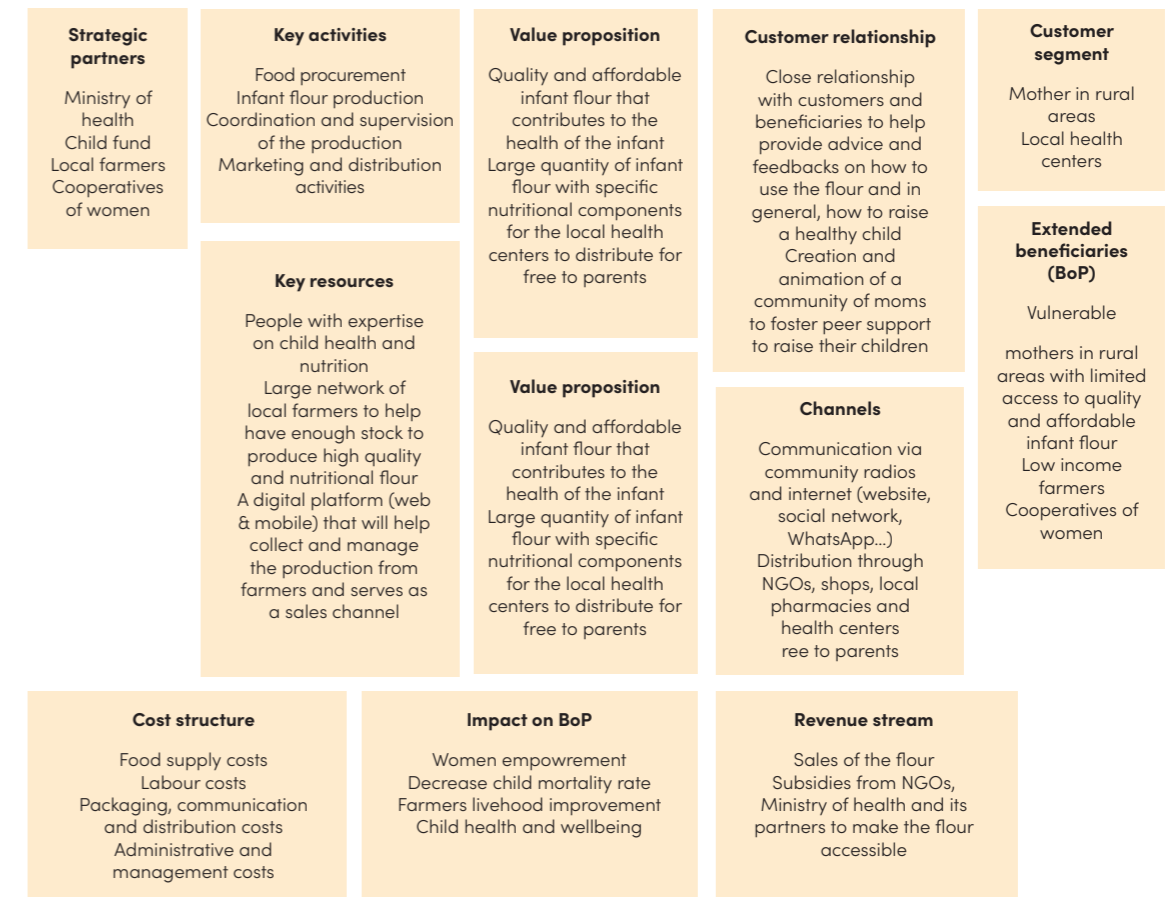 Strategic
partners
Ministry of
health
Child fund
Local farmers
Cooperatives
of women
Key activities
Food procurement
Infant flour production
Coordination and supervision
of the production
Marketing and distribution
activities
Key resources
People with expertise
on child health and
nutrition
Large network of
local farmers to help
have enough stock to
produce high quality
and nutritional flour
A digital platform (web
& mobile) that will help
collect and manage
the production from
farmers and serves as
a sales channel
Value proposition
Quality and affordable
infant flour that
contributes to the
health of the infant
Large quantity of infant
flour with specific
nutritional components
for the local health
centers to distribute for
free to parents
Value proposition
Quality and affordable
infant flour that
contributes to the
health of the infant
Large quantity of infant
flour with specific
nutritional components
for the local health
centers to distribute for
free to parents
Customer relationship
Close relationship
with customers and
beneficiaries to help
provide advice and
feedbacks on how to
use the flour and in
general, how to raise
a healthy child
Creation and
animation of a
community of moms
to foster peer support
to raise their children
Channels
Communication via
community radios
and internet (website,
social network,
WhatsApp...)
Distribution through
NGOs, shops, local
pharmacies and
health centers
ree to parents
Customer
segment
Mother in rural
areas
Local health
centers
Extended
beneficiaries
(BoP)
Vulnerable
mothers in rural
areas with limited
access to quality
and affordable
infant flour
Low income
farmers
Cooperatives of
women
Cost structure
Food supply costs
Labour costs
Packaging, communication
and distribution costs
Administrative and
management costs
Impact on BoP
Women empowrement
Decrease child mortality rate
Farmers livehood improvement
Child health and wellbeing
Revenue stream
Sales of the flour
Subsidies from NGOs,
Ministry of health and its
partners to make the flour
accessible